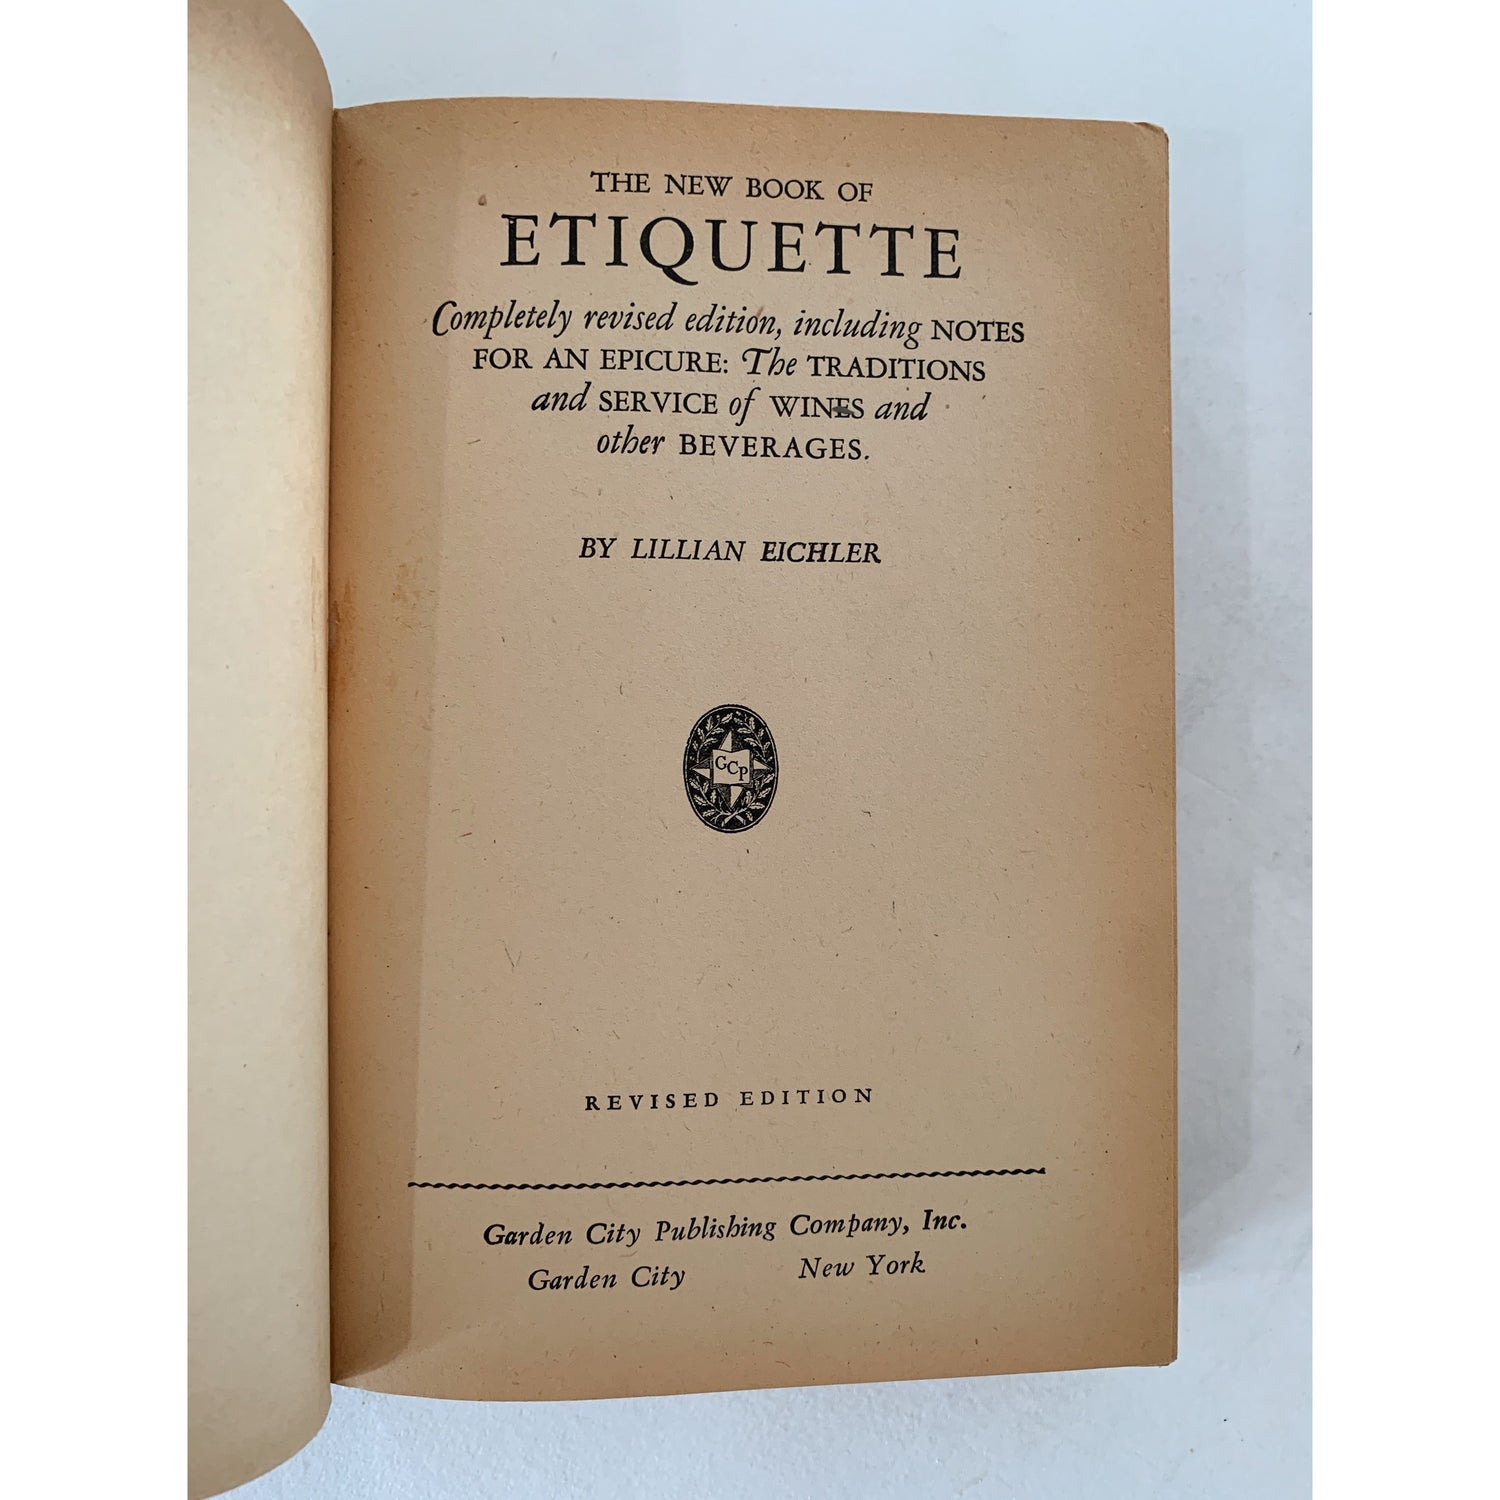 THE NEW BOOK OF
ETIQUETTE
Completely revised edition, including NOTES
FOR AN EPICURE: The TRADITIONS
and SERVICE of WINES and
other BEVERAGES.
BY LILLIAN EICHLER
GCP
REVISED EDITION
Garden City Publishing Company, Inc.
Garden City New York